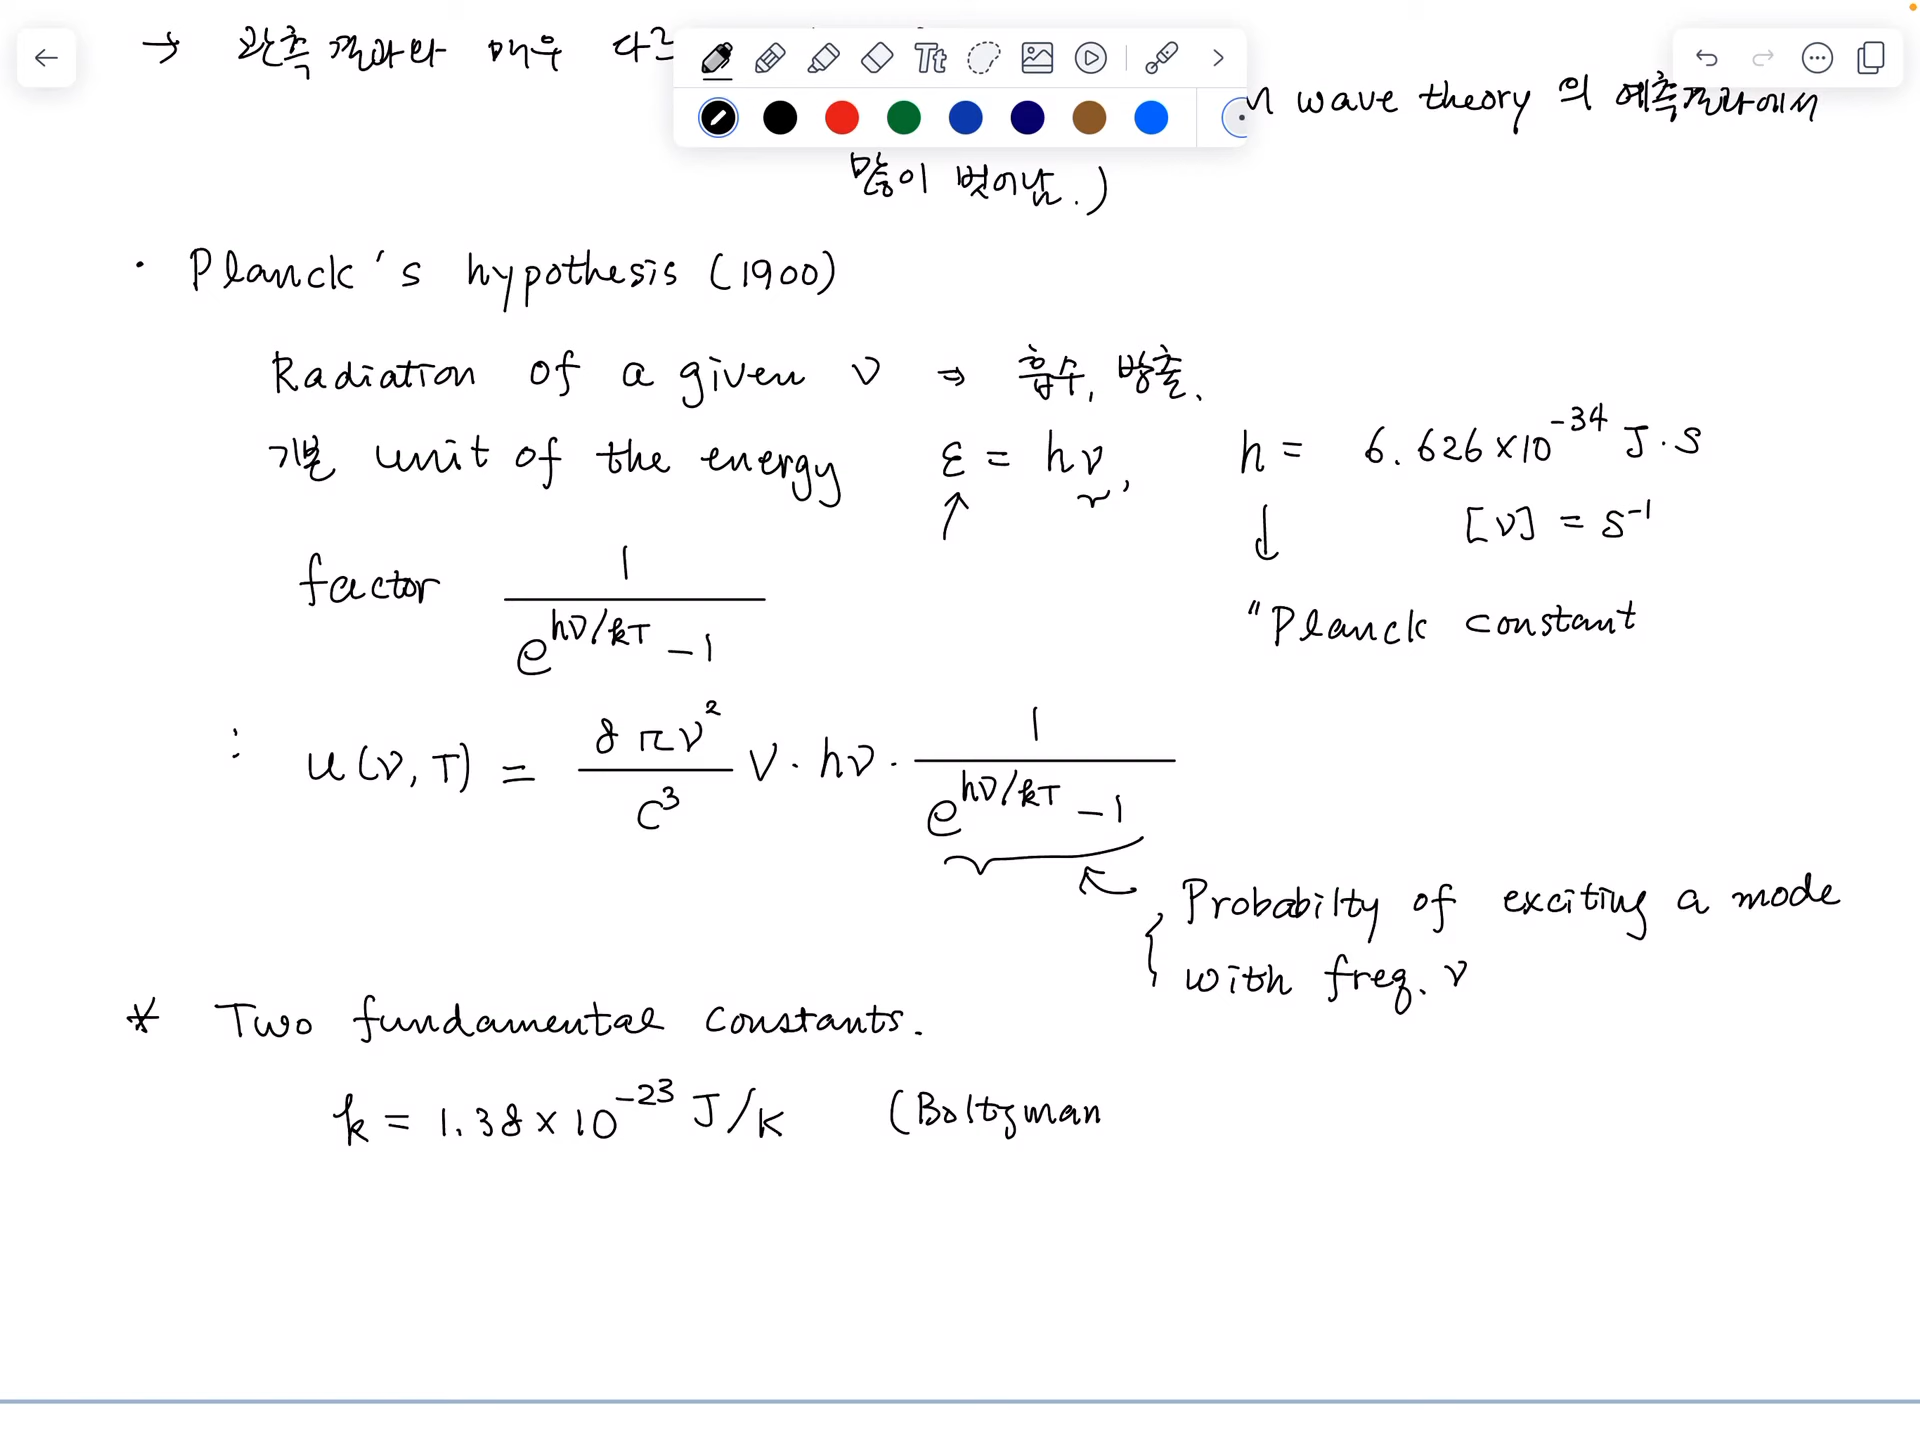 → 관측결과와 매우 다르
Tt
wave theory 의 예측결과에서
많이 벗어남.)
· Planck's hypothesis (1900)
Radiation of a given ν ⇒ 흡수, 방출.
기본 unit of the energy ε = hν, h = 6.626×10⁻³⁴ J·s
↑ ↓ [ν] = s⁻¹
factor 1 / (e^{hν/kT} − 1) "Planck constant
∴ u(ν,T) = (8πν² / c³) V · hν · 1 / (e^{hν/kT} − 1)
Probabilty of exciting a mode
with freq. ν
* Two fundamental constants.
k = 1.38×10⁻²³ J/K (Boltzman